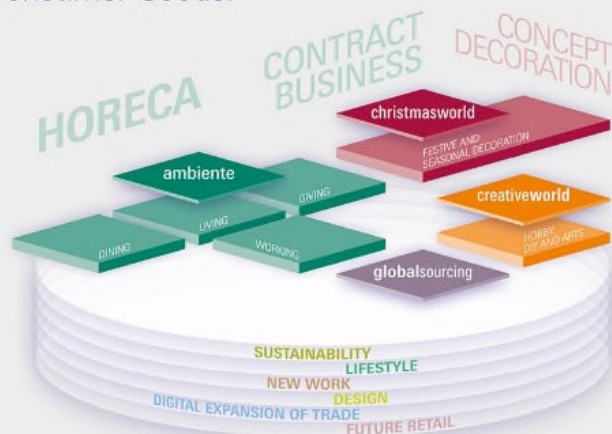 CONCEPT
DECORATION
CONTRACT
BUSINESS
HORECA
christmasworld
FESTIVE AND
SEASONAL DECORATION
ambiente
GIVING
LIVING
DINING
WORKING
creativeworld
HOBBY,
DIY AND ARTS
globalsourcing
SUSTAINABILITY
LIFESTYLE
NEW WORK
DESIGN
DIGITAL EXPANSION OF TRADE
FUTURE RETAIL